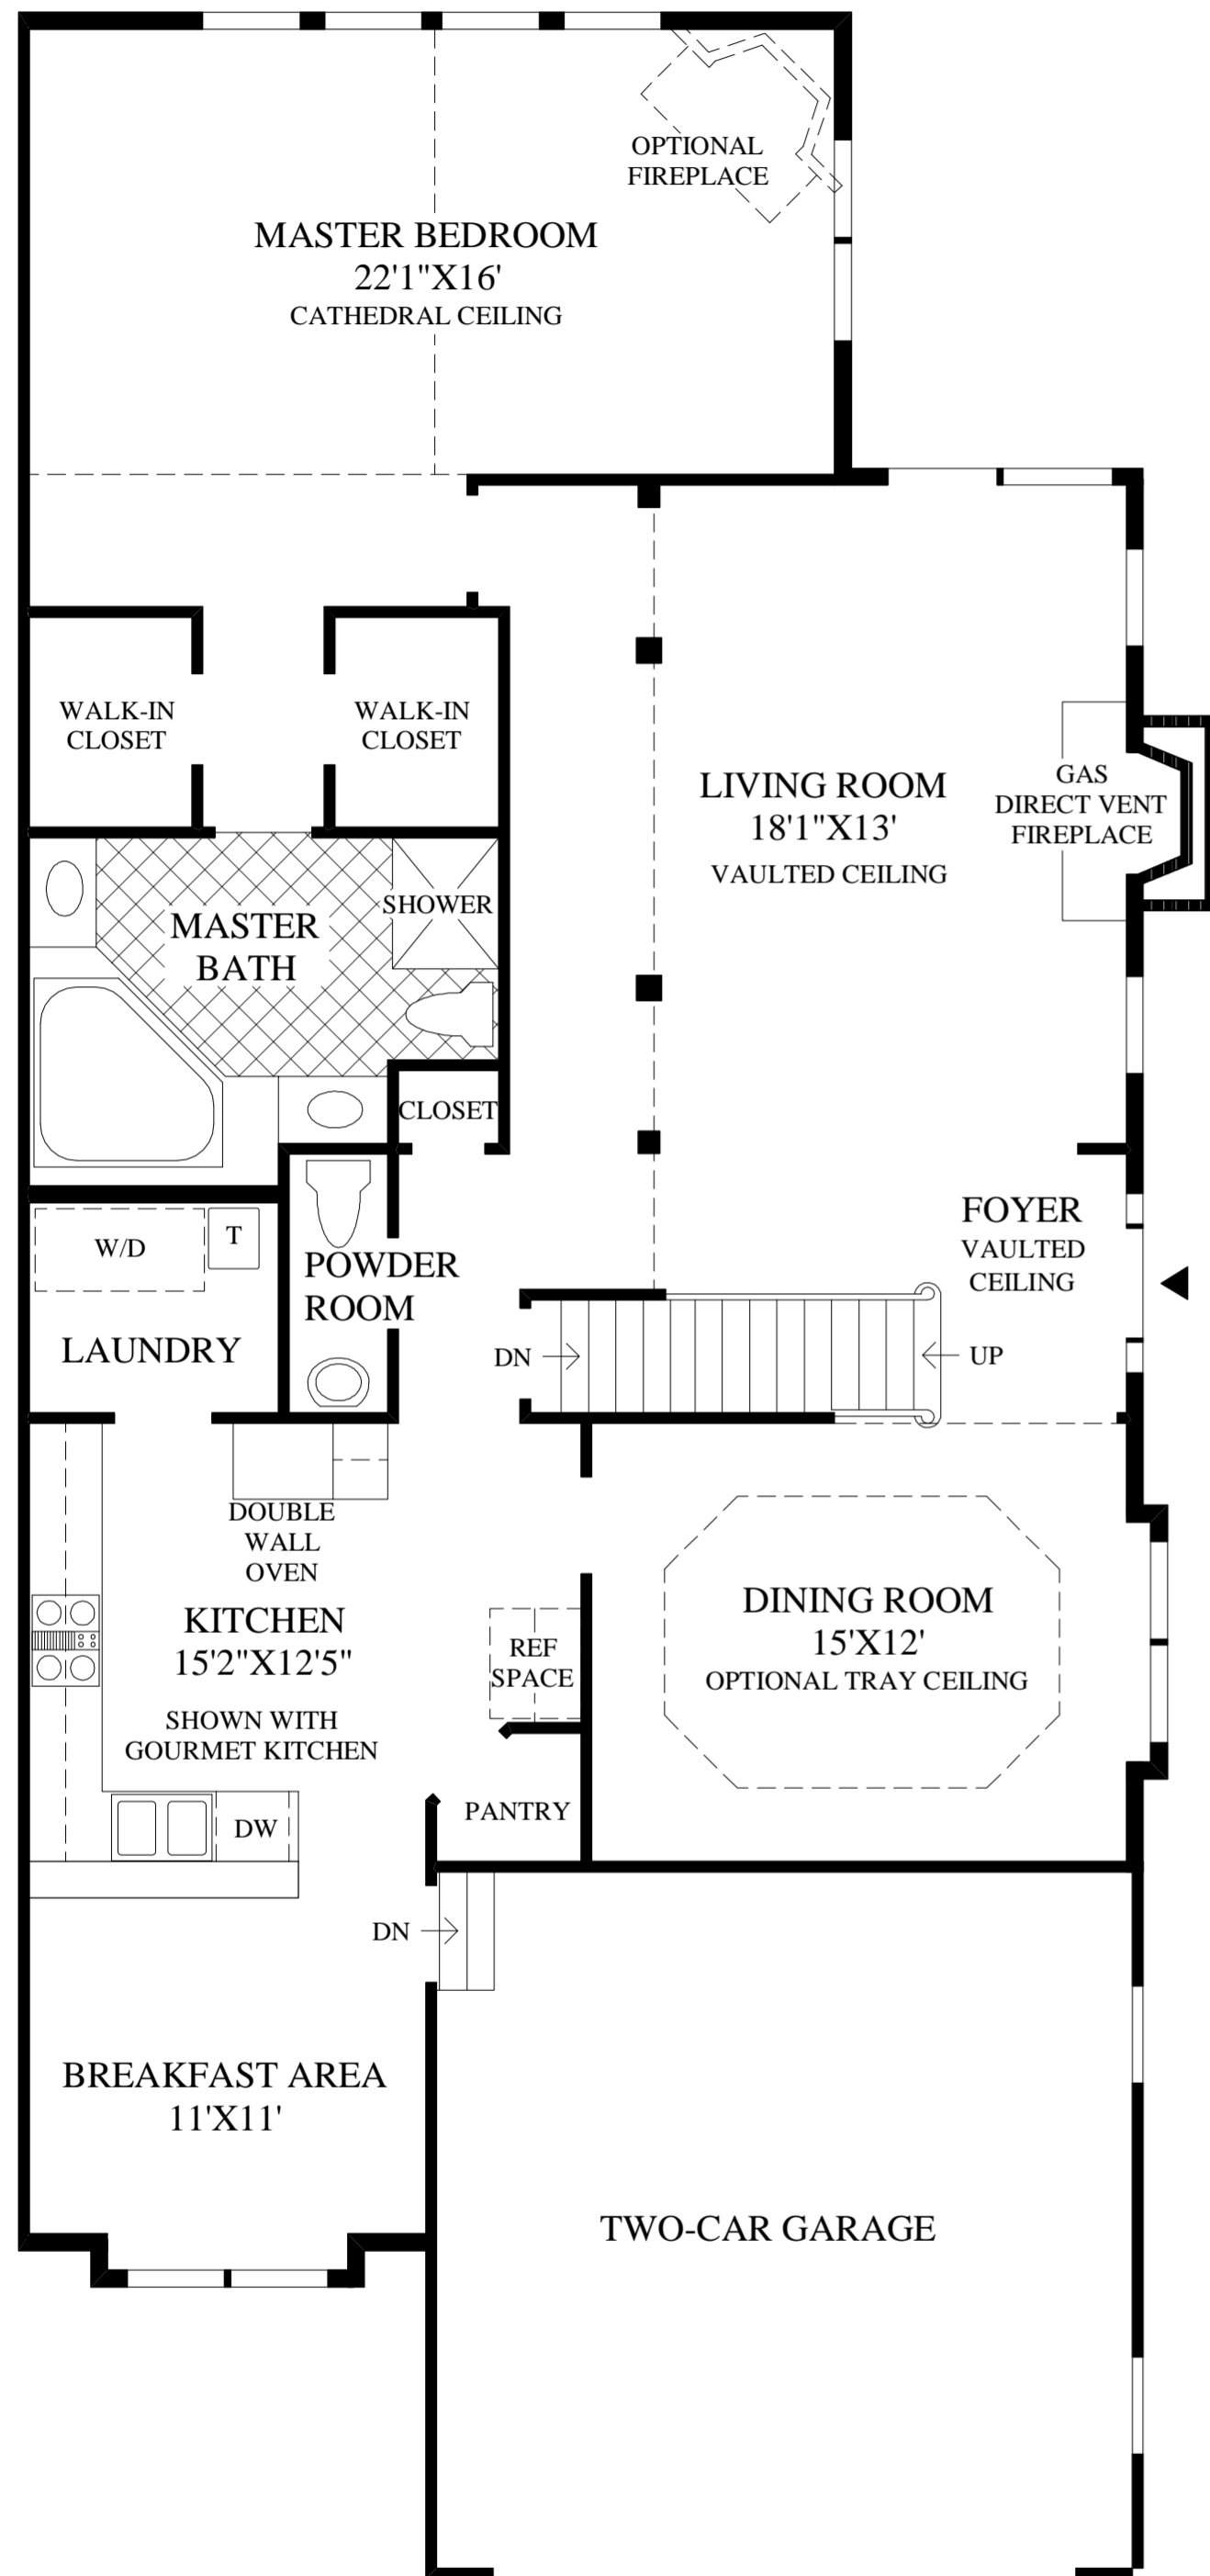 OPTIONAL
FIREPLACE
MASTER BEDROOM
22'1"X16'
CATHEDRAL CEILING
WALK-IN
CLOSET
WALK-IN
CLOSET
LIVING ROOM
18'1"X13'
VAULTED CEILING
GAS
DIRECT VENT
FIREPLACE
MASTER
BATH
SHOWER
CLOSET
FOYER
VAULTED
CEILING
W/D
T
POWDER
ROOM
LAUNDRY
DN
UP
DOUBLE
WALL
OVEN
KITCHEN
15'2"X12'5"
SHOWN WITH
GOURMET KITCHEN
REF
SPACE
DINING ROOM
15'X12'
OPTIONAL TRAY CEILING
PANTRY
DW
DN
BREAKFAST AREA
11'X11'
TWO-CAR GARAGE